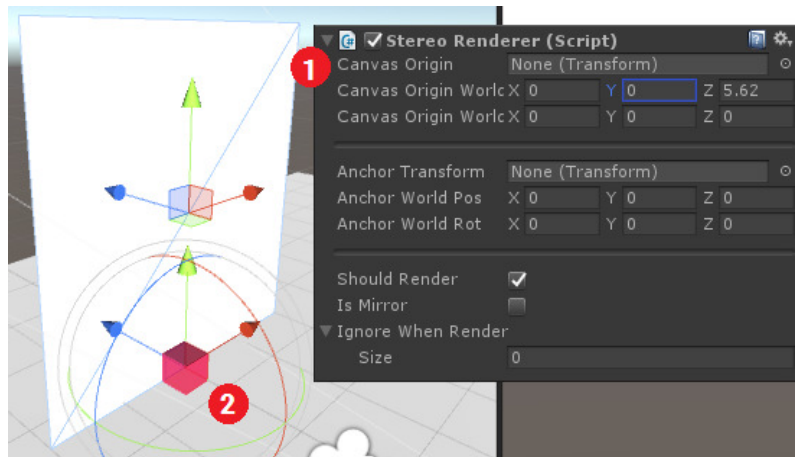 Stereo Renderer (Script)
1
Canvas Origin None (Transform)
Canvas Origin Worlc X 0 Y 0 Z 5.62
Canvas Origin Worlc X 0 Y 0 Z 0
Anchor Transform None (Transform)
Anchor World Pos X 0 Y 0 Z 0
Anchor World Rot X 0 Y 0 Z 0
Should Render
Is Mirror
Ignore When Render
Size 0
2